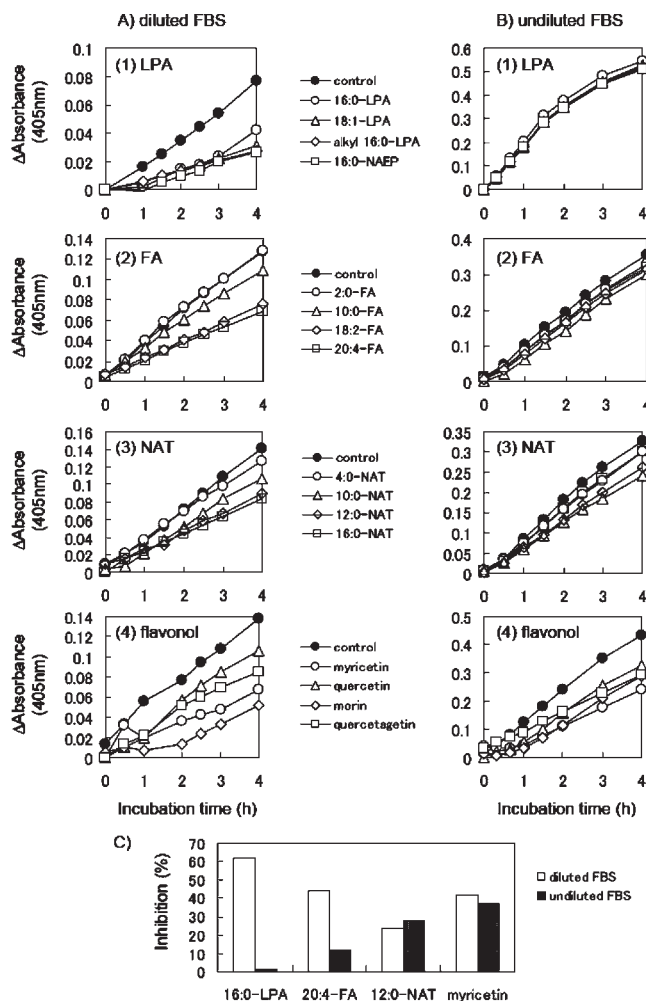 A) diluted FBS
B) undiluted FBS
(1) LPA
ΔAbsorbance
(405nm)
0.1
0.08
0.06
0.04
0.02
0
0 1 2 3 4
control
16:0-LPA
18:1-LPA
alkyl 16:0-LPA
16:0-NAEP
(1) LPA
0.6
0.5
0.4
0.3
0.2
0.1
0
0 1 2 3 4
(2) FA
ΔAbsorbance
(405nm)
0.14
0.12
0.1
0.08
0.06
0.04
0.02
0
0 1 2 3 4
control
2:0-FA
10:0-FA
18:2-FA
20:4-FA
(2) FA
0.4
0.3
0.2
0.1
0
0 1 2 3 4
(3) NAT
ΔAbsorbance
(405nm)
0.16
0.14
0.12
0.1
0.08
0.06
0.04
0.02
0
0 1 2 3 4
control
4:0-NAT
10:0-NAT
12:0-NAT
16:0-NAT
(3) NAT
0.35
0.3
0.25
0.2
0.15
0.1
0.05
0
0 1 2 3 4
(4) flavonol
ΔAbsorbance
(405nm)
0.14
0.12
0.1
0.08
0.06
0.04
0.02
0
0 1 2 3 4
Incubation time (h)
control
myricetin
quercetin
morin
quercetagetin
(4) flavonol
0.5
0.4
0.3
0.2
0.1
0
0 1 2 3 4
Incubation time (h)
C)
Inhibition (%)
70
60
50
40
30
20
10
0
16:0-LPA 20:4-FA 12:0-NAT myricetin
diluted FBS
undiluted FBS